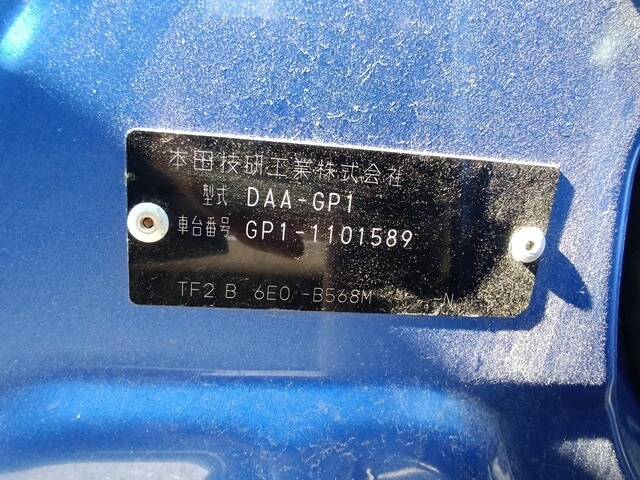 本田技研工業株式会社
型式 DAA-GP1
車台番号 GP1-1101589
TF2 B 6E0 -B568M -N